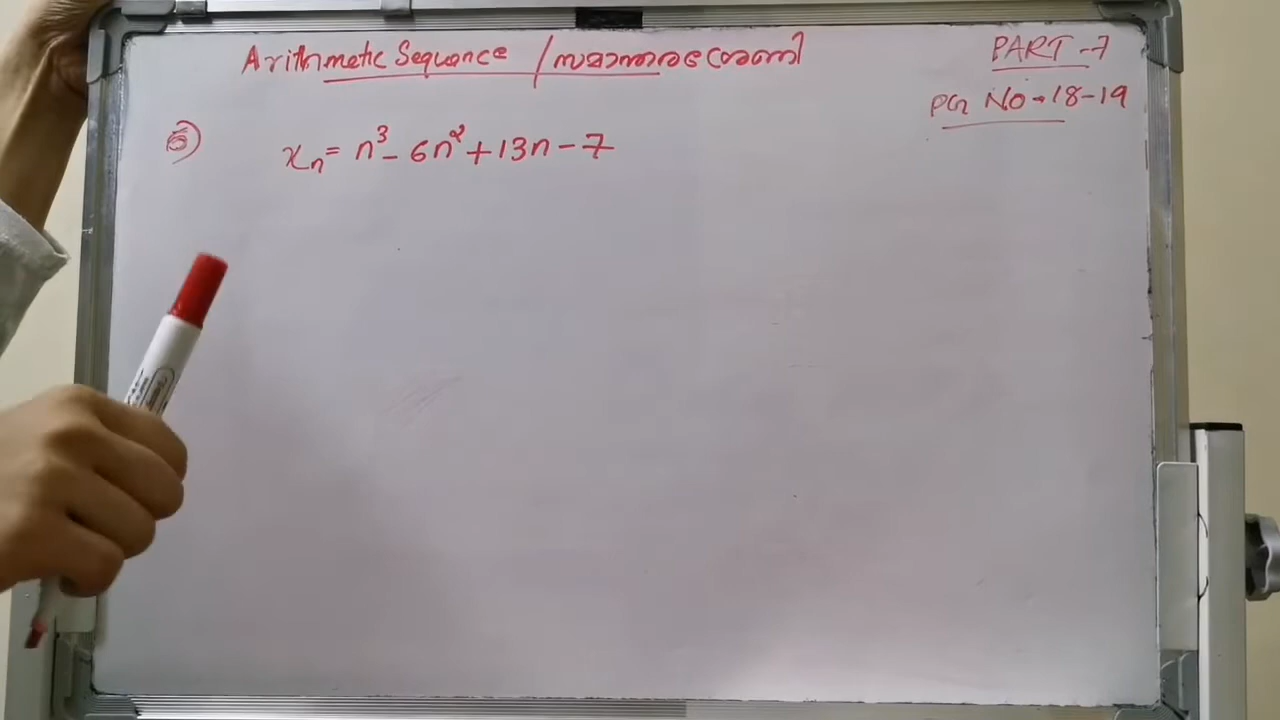 Arithmetic Sequence / സമാന്തരശ്രേണി
PART-7
PG No→18-19
5) xₙ = n³ - 6n² + 13n - 7